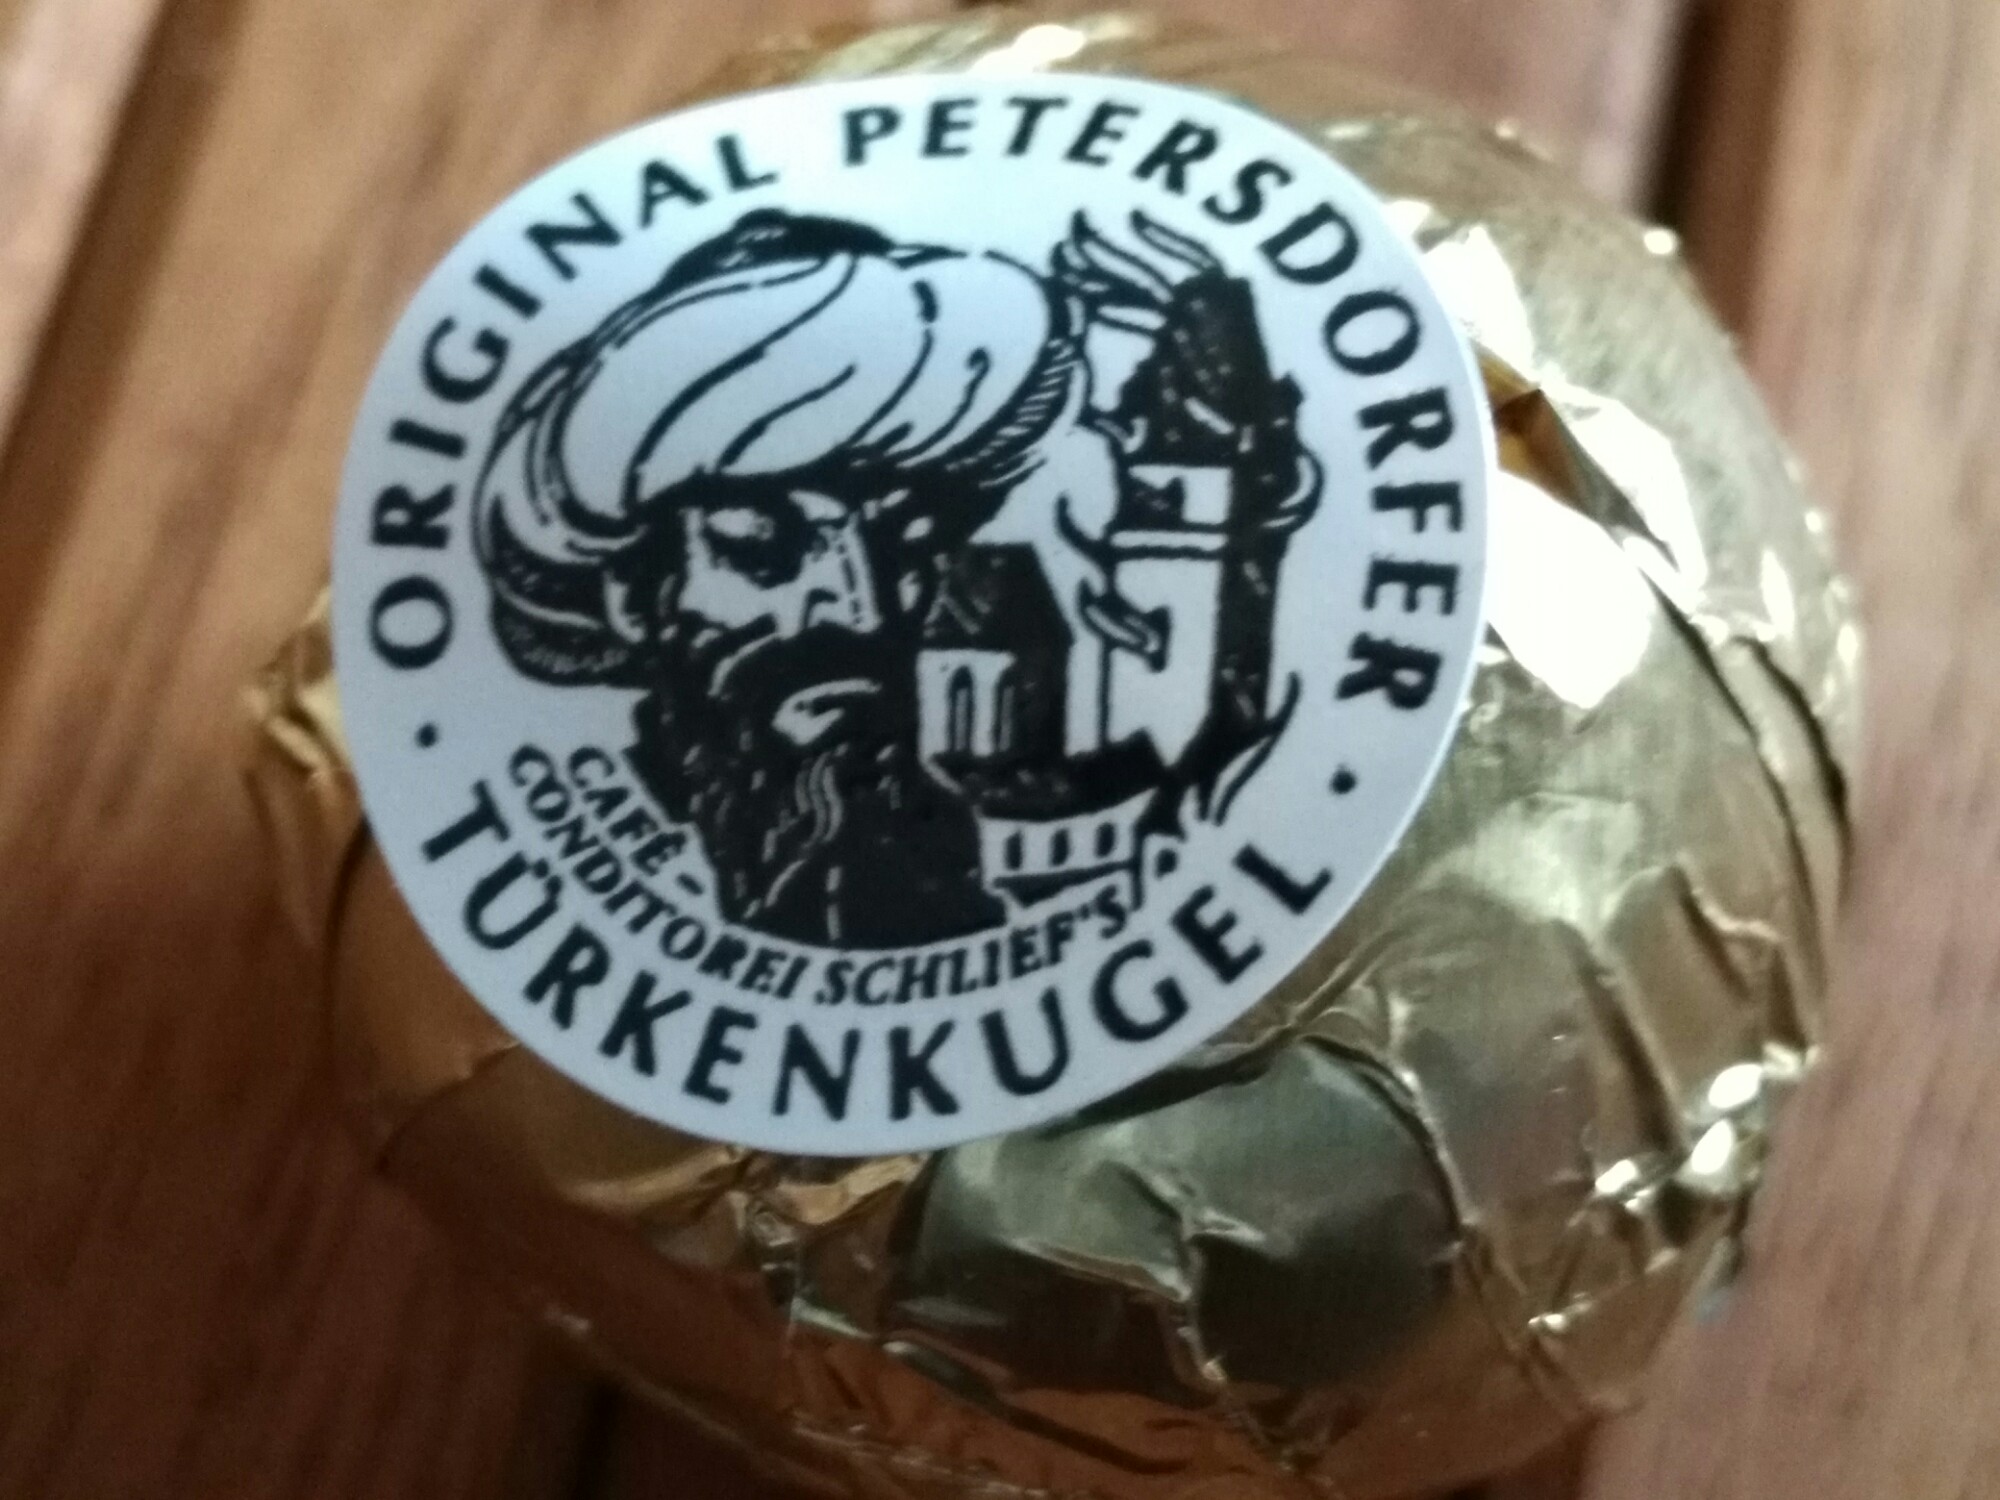 · ORIGINAL PETERSDORFER ·
CAFÉ-
CONDITOREI SCHLIEF'S
TÜRKENKUGEL